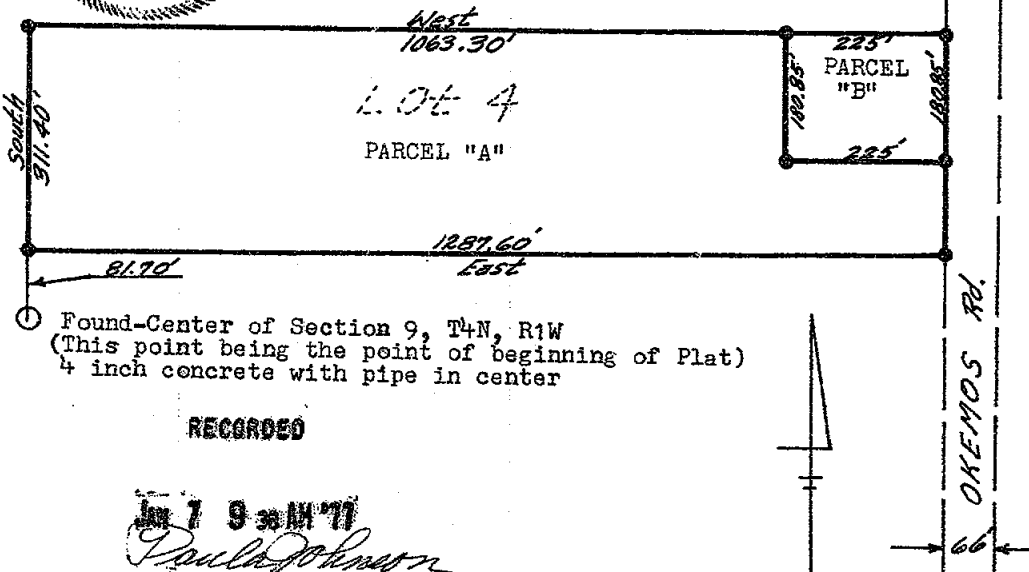 West
1063.30'
225'
PARCEL
"B"
180.85'
180.85'
225'
Lot 4
PARCEL "A"
South
311.40'
1287.60'
East
81.70'
Found-Center of Section 9, T4N, R1W
(This point being the point of beginning of Plat)
4 inch concrete with pipe in center
RECORDED
JAN 7 9 38 AM '77
Paula Johnson
OKEMOS Rd.
66'